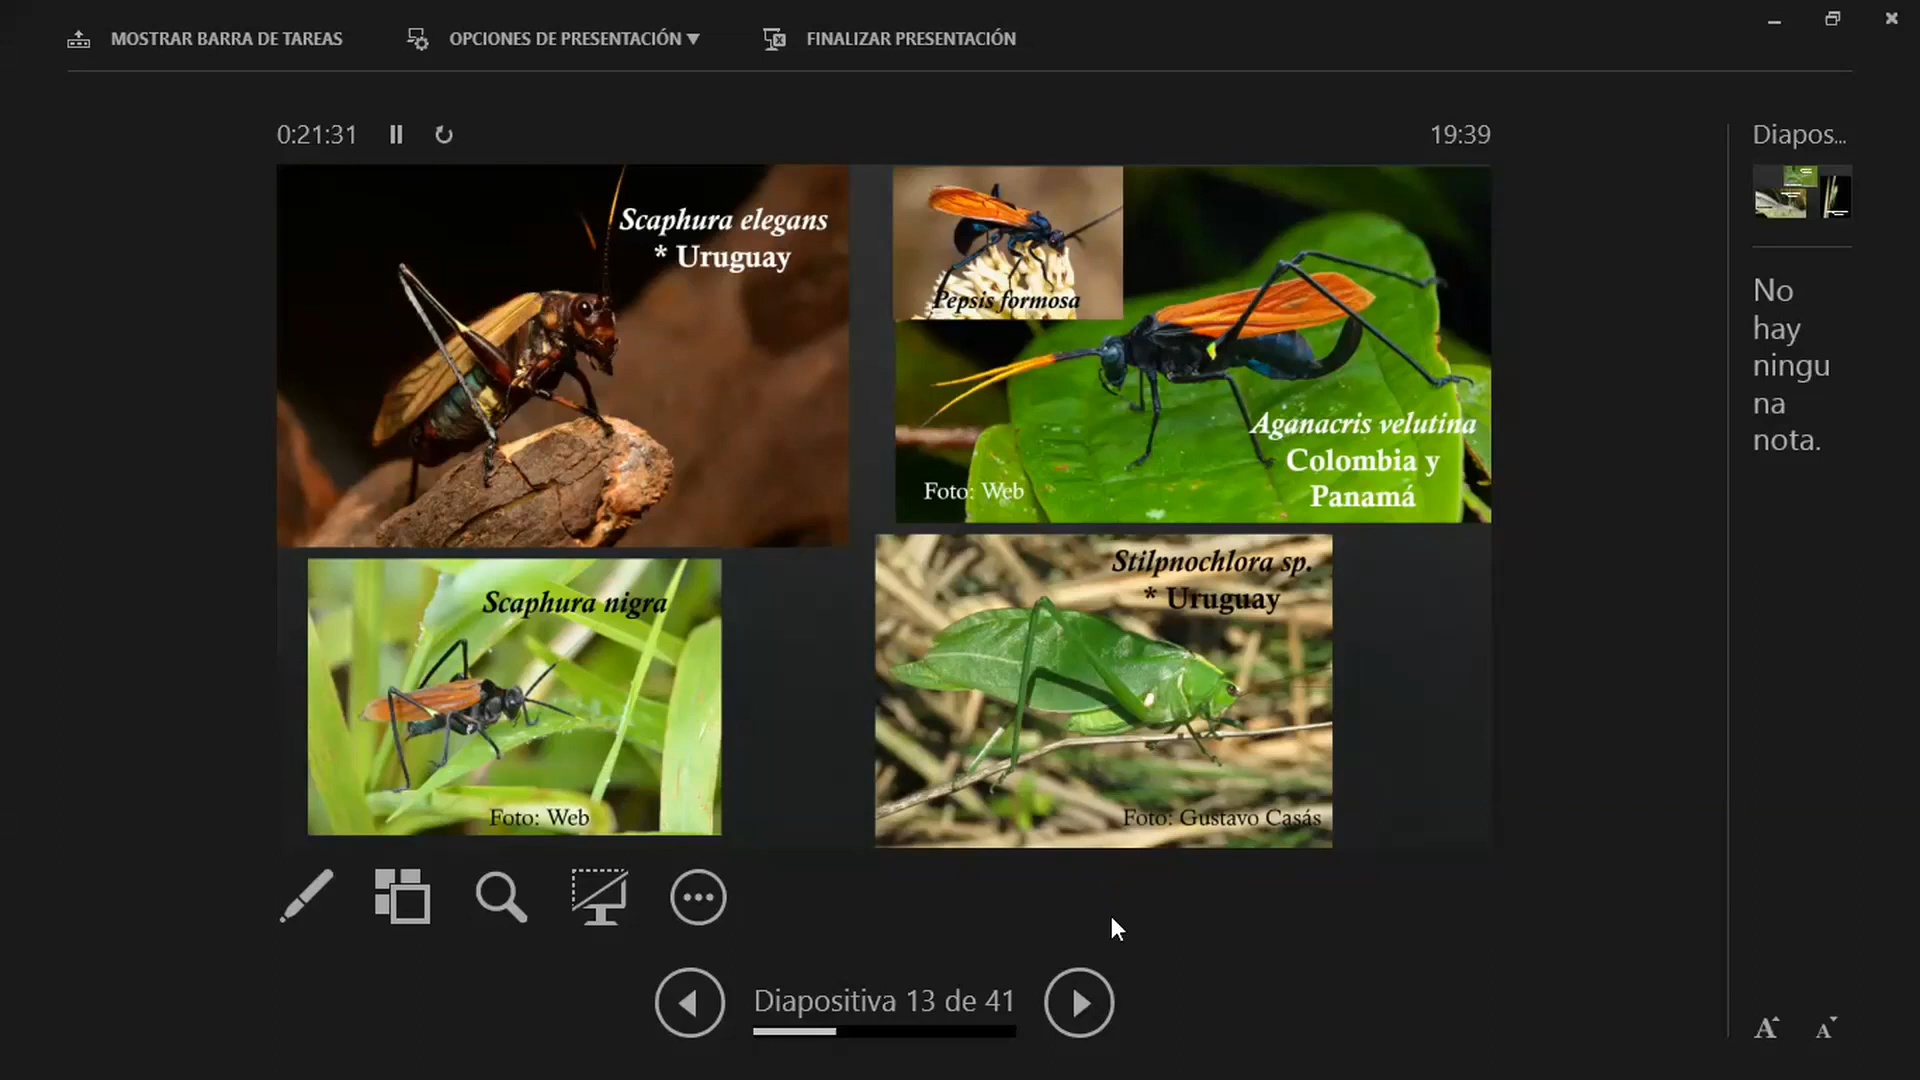 MOSTRAR BARRA DE TAREAS
OPCIONES DE PRESENTACIÓN
FINALIZAR PRESENTACIÓN
0:21:31
19:39
Diapos...
Scaphura elegans
* Uruguay
Pepsis formosa
Aganacris velutina
Colombia y
Panamá
Foto: Web
Scaphura nigra
Foto: Web
Stilpnochlora sp.
* Uruguay
Foto: Gustavo Casás
No
hay
ningu
na
nota.
Diapositiva 13 de 41
A
A